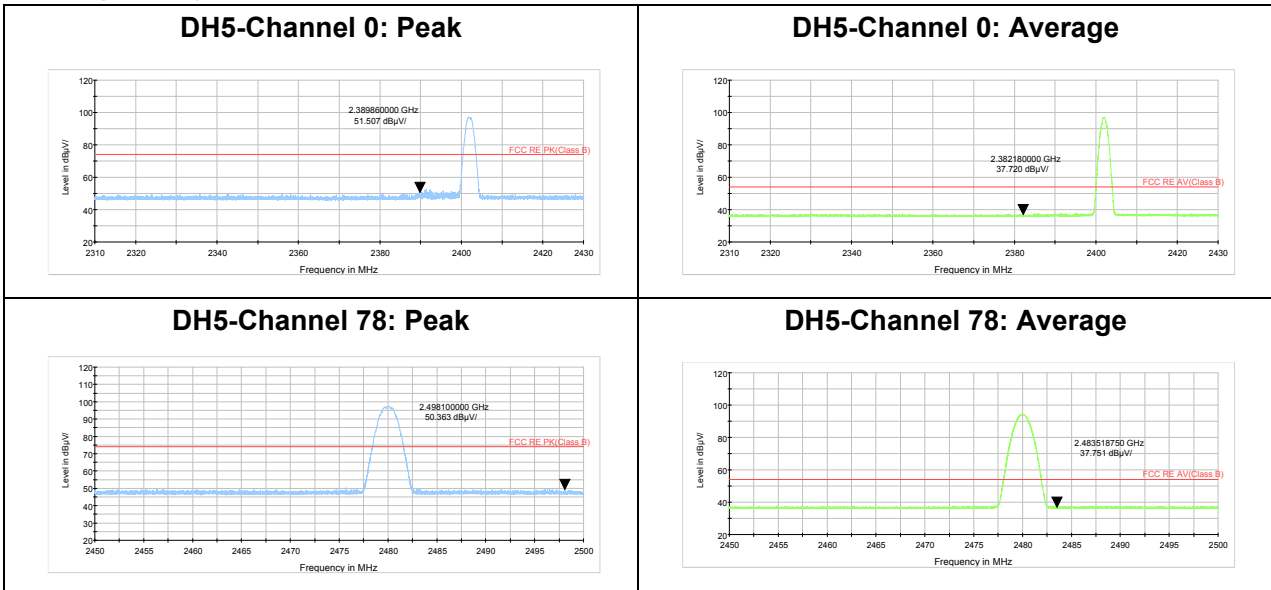 DH5-Channel 0: Peak
120
100
80
60
40
20
Level in dBµV/
2.389860000 GHz
51.507 dBµV/
FCC RE PK(Class B)
2310 2320 2340 2360 2380 2400 2420 2430
Frequency in MHz
DH5-Channel 0: Average
120
100
80
60
40
20
Level in dBµV/
2.382180000 GHz
37.720 dBµV/
FCC RE AV(Class B)
2310 2320 2340 2360 2380 2400 2420 2430
Frequency in MHz
DH5-Channel 78: Peak
120
110
100
90
80
70
60
50
40
30
20
Level in dBµV/
2.498100000 GHz
50.363 dBµV/
FCC RE PK(Class B)
2450 2455 2460 2465 2470 2475 2480 2485 2490 2495 2500
Frequency in MHz
DH5-Channel 78: Average
120
100
80
60
40
20
Level in dBµV/
2.483518750 GHz
37.751 dBµV/
FCC RE AV(Class B)
2450 2455 2460 2465 2470 2475 2480 2485 2490 2495 2500
Frequency in MHz